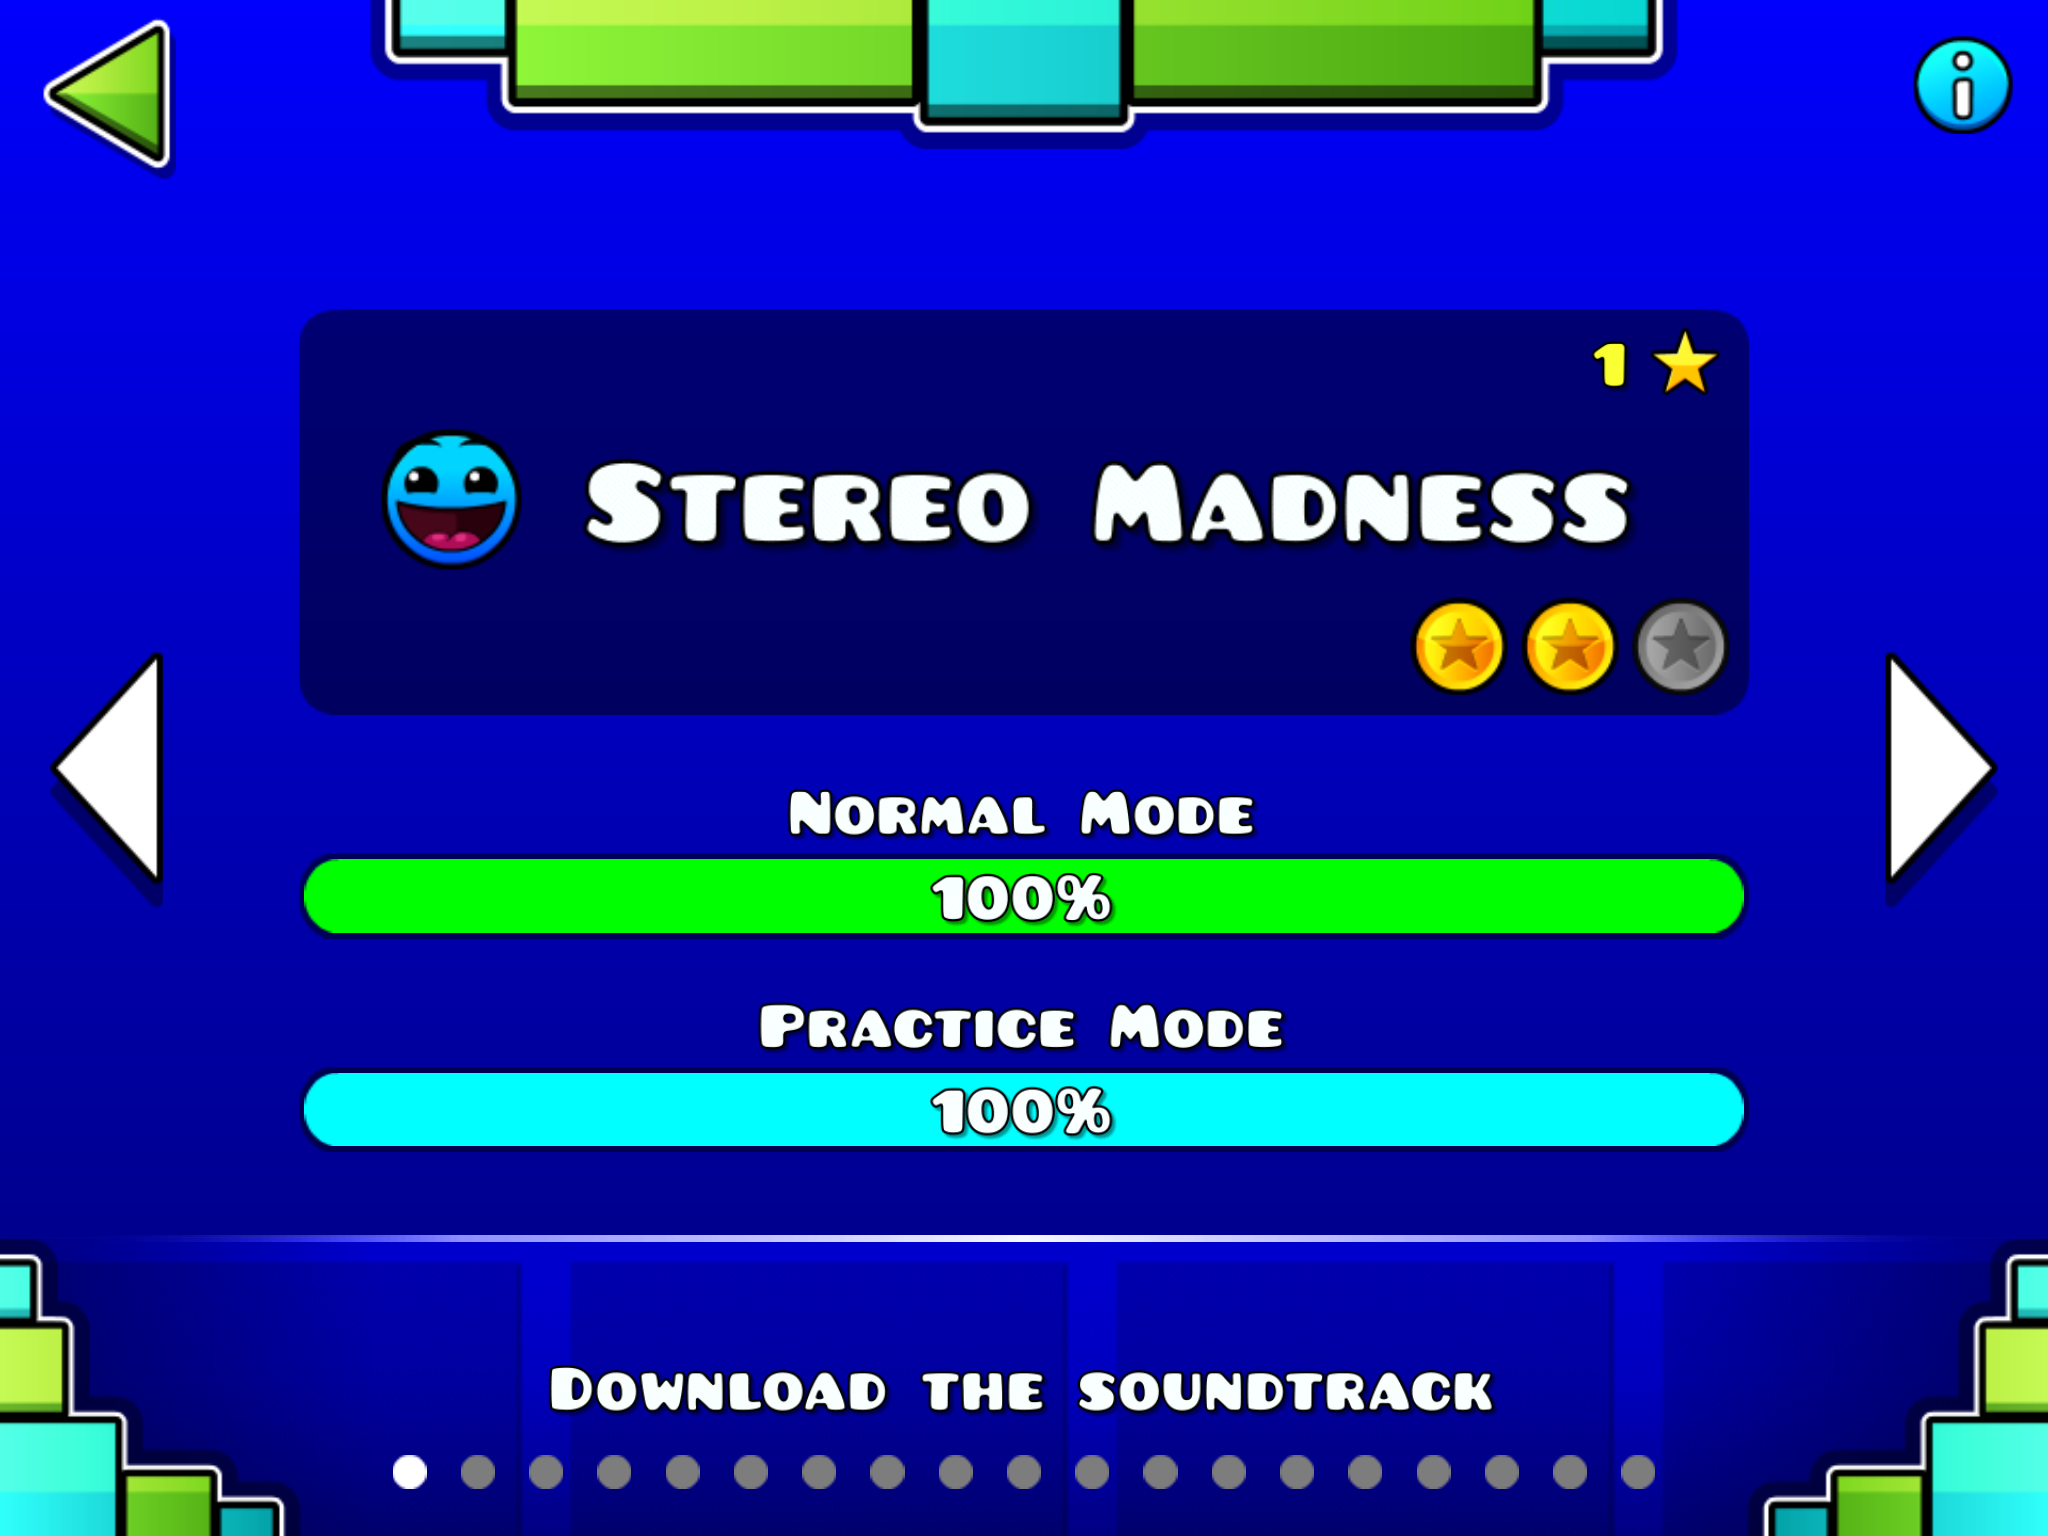 1
Stereo Madness
Normal Mode
100%
Practice Mode
100%
Download the soundtrack